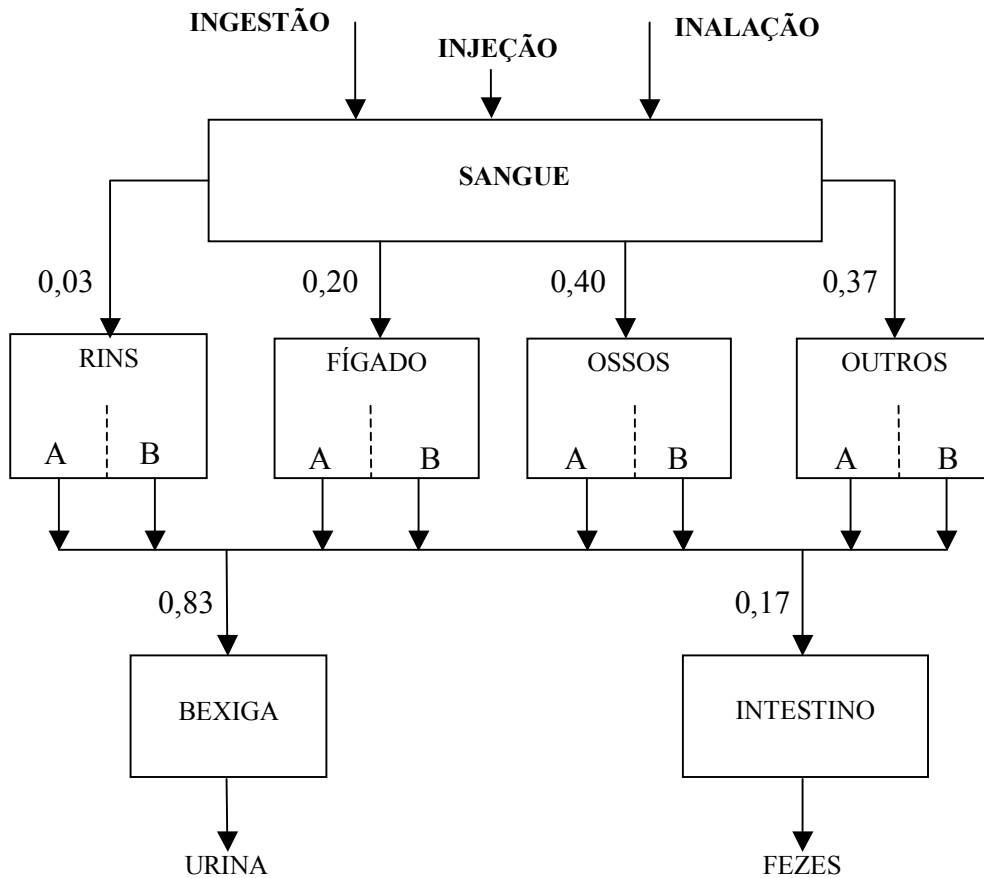 INGESTÃO
INJEÇÃO
INALAÇÃO
SANGUE
0,03
0,20
0,40
0,37
RINS
FÍGADO
OSSOS
OUTROS
A B
A B
A B
A B
0,83
0,17
BEXIGA
INTESTINO
URINA
FEZES